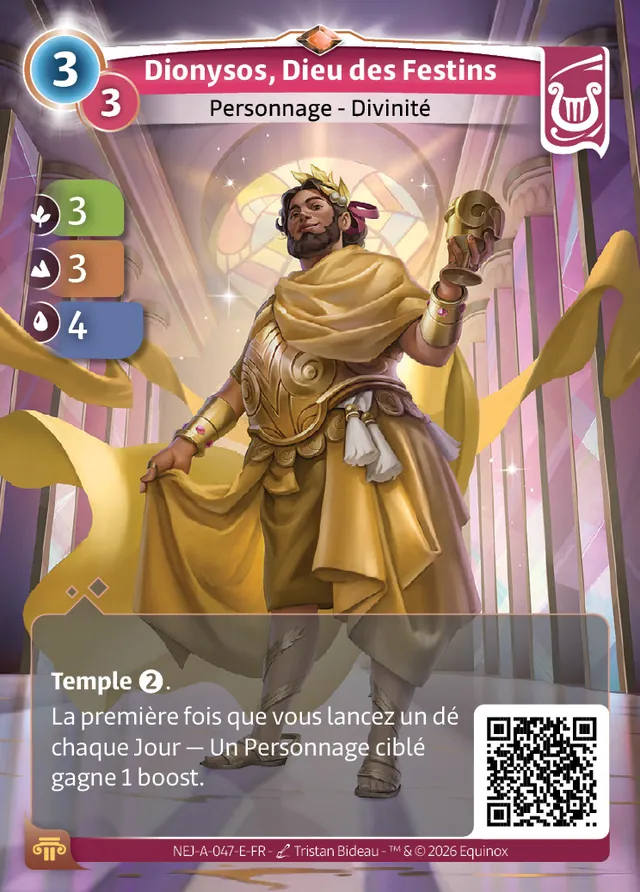 3
Dionysos, Dieu des Festins
3
Personnage - Divinité
3
3
4
Temple ❷.
La première fois que vous lancez un dé
chaque Jour — Un Personnage ciblé
gagne 1 boost.
NEJ-A-047-E-FR - Tristan Bideau - ™ & © 2026 Equinox